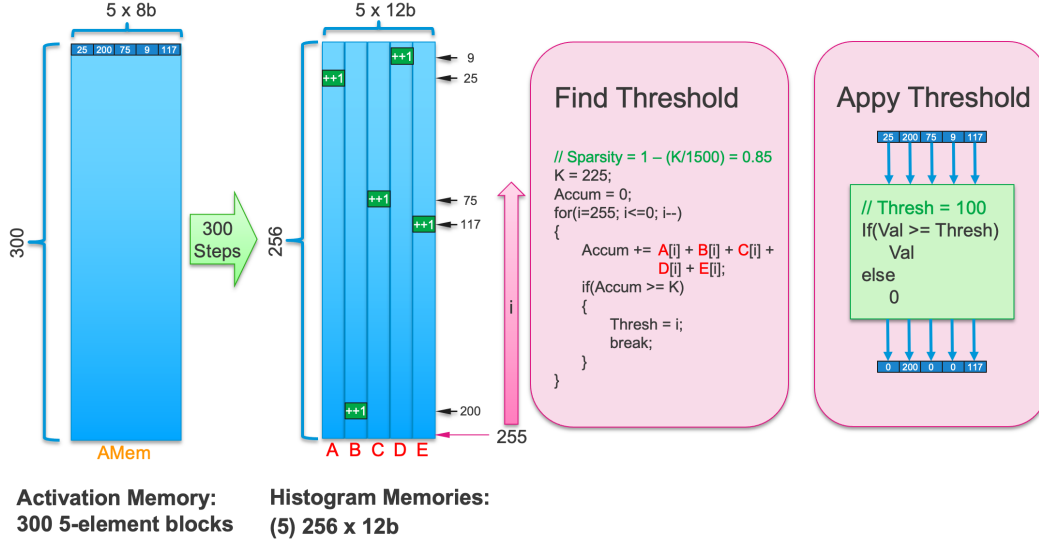 5 x 8b
25 200 75 9 117
300
AMem
300
Steps
5 x 12b
256
++1
++1
++1
++1
++1
9
25
75
117
200
255
A B C D E
i
Find Threshold
// Sparsity = 1 – (K/1500) = 0.85
K = 225;
Accum = 0;
for(i=255; i<=0; i--)
{
Accum += A[i] + B[i] + C[i] +
D[i] + E[i];
if(Accum >= K)
{
Thresh = i;
break;
}
}
Appy Threshold
25 200 75 9 117
// Thresh = 100
If(Val >= Thresh)
Val
else
0
0 200 0 0 117
Activation Memory:
300 5-element blocks
Histogram Memories:
(5) 256 x 12b